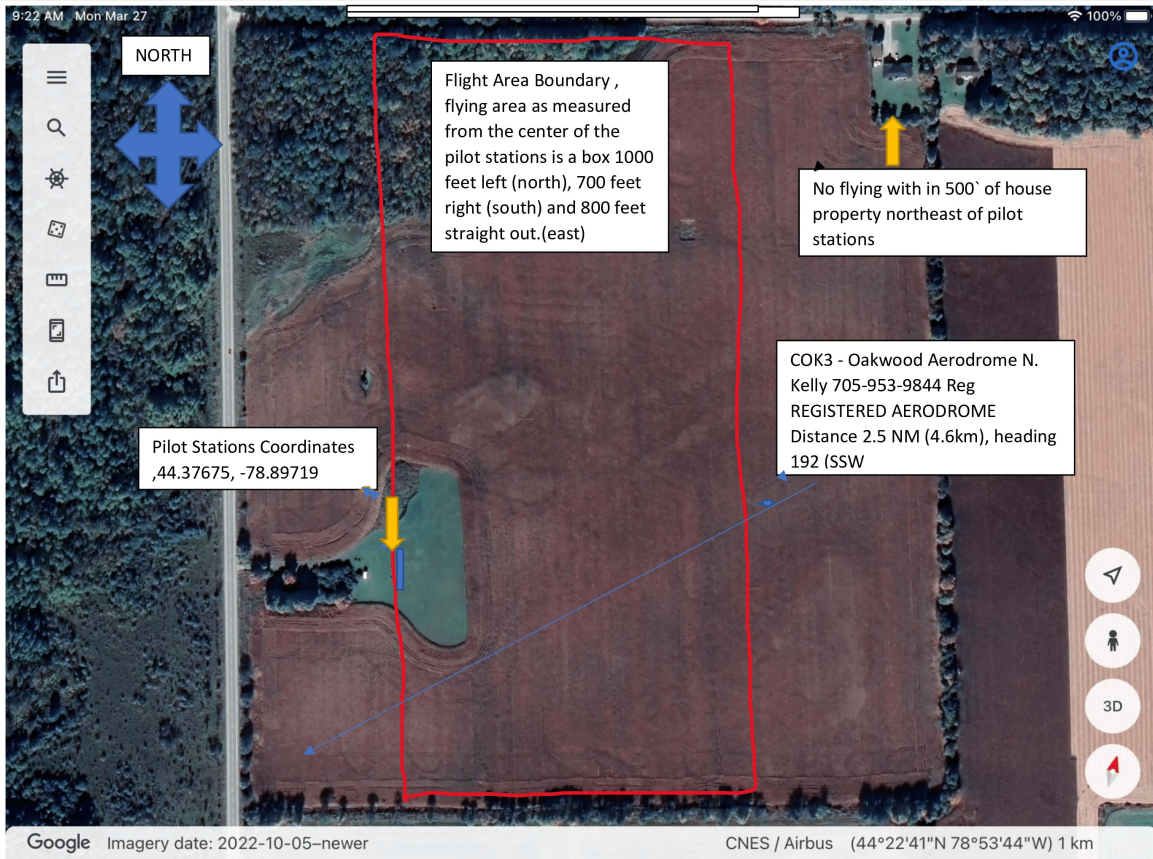 9:22 AM Mon Mar 27
100%
NORTH
Flight Area Boundary ,
flying area as measured
from the center of the
pilot stations is a box 1000
feet left (north), 700 feet
right (south) and 800 feet
straight out.(east)
No flying with in 500` of house
property northeast of pilot
stations
COK3 - Oakwood Aerodrome N.
Kelly 705-953-9844 Reg
REGISTERED AERODROME
Distance 2.5 NM (4.6km), heading
192 (SSW
Pilot Stations Coordinates
,44.37675, -78.89719
3D
Google Imagery date: 2022-10-05–newer
CNES / Airbus (44°22'41"N 78°53'44"W) 1 km